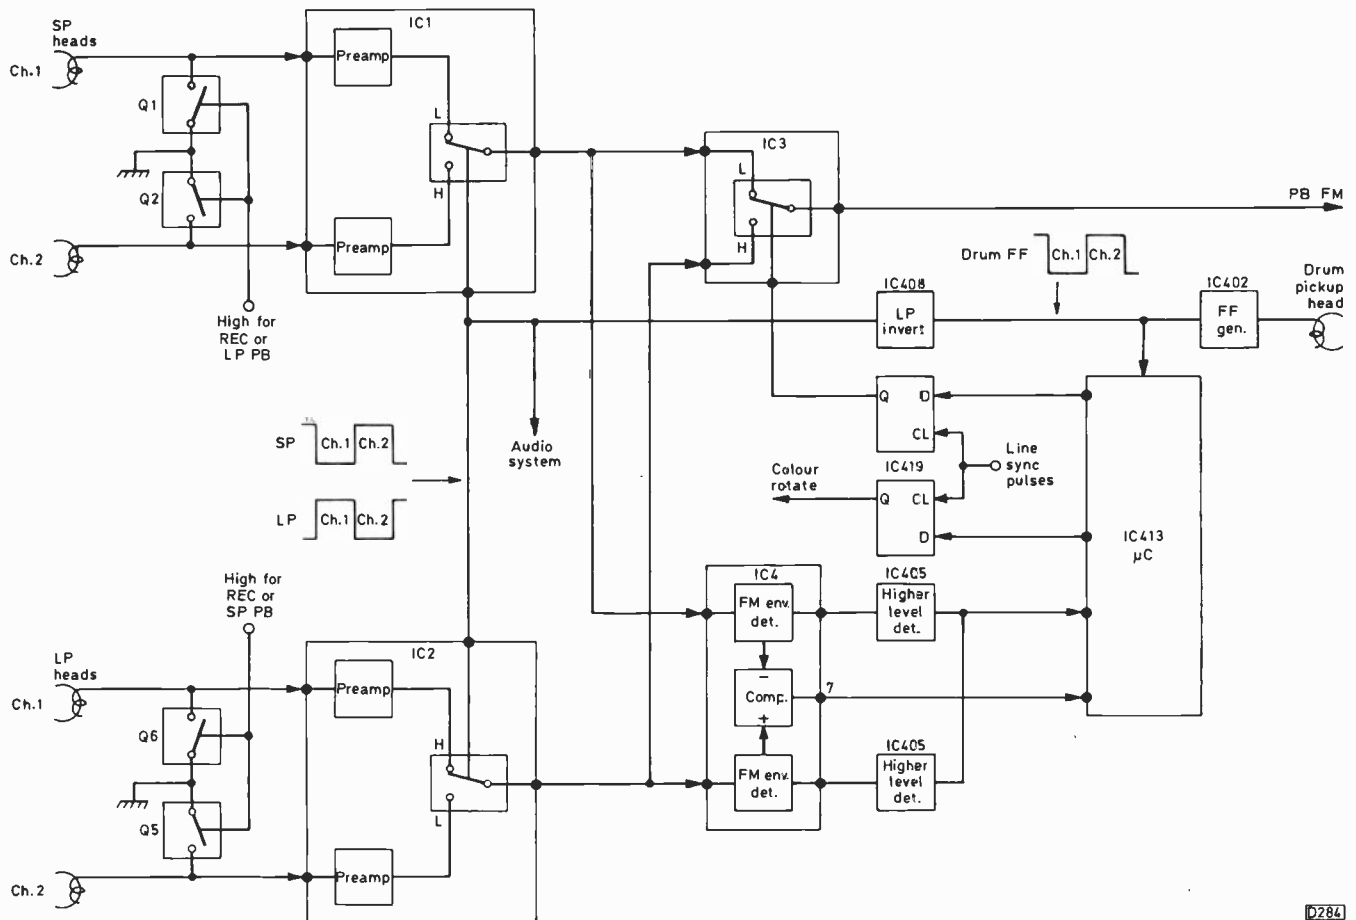 SP
heads
Ch.1
Q1
Q2
Ch.2
High for
REC or
LP PB
IC1
Preamp
L
H
Preamp
IC3
L
H
PB FM
Drum FF
Ch.1
Ch.2
Drum
pickup
head
IC408
LP
invert
IC402
FF
gen.
Audio
system
SP
Ch.1
Ch.2
LP
Ch.1
Ch.2
Q
D
CL
IC419
Line
sync
pulses
Colour
rotate
Q
CL
D
IC413
µC
High for
REC or
SP PB
LP
heads
Ch.1
Q6
Q5
Ch.2
IC2
Preamp
H
L
Preamp
IC4
FM env.
det.
−
Comp.
+
FM env.
det.
7
IC405
Higher
level
det.
IC405
Higher
level
det.
D284